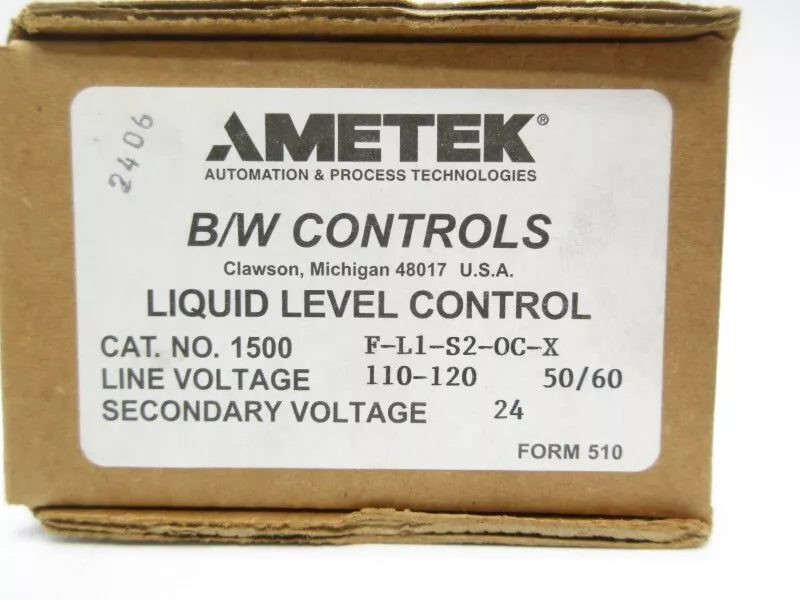 2406
AMETEK®
AUTOMATION & PROCESS TECHNOLOGIES
B/W CONTROLS
Clawson, Michigan 48017 U.S.A.
LIQUID LEVEL CONTROL
CAT. NO. 1500 F-L1-S2-OC-X
LINE VOLTAGE 110-120 50/60
SECONDARY VOLTAGE 24
FORM 510